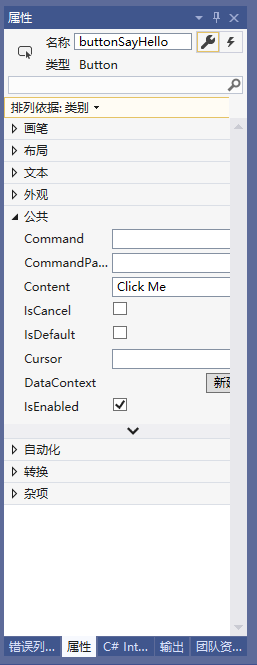 属性
名称 buttonSayHello
类型 Button
排列依据: 类别
画笔
布局
文本
外观
公共
Command
CommandPa...
Content Click Me
IsCancel
IsDefault
Cursor
DataContext 新建
IsEnabled
自动化
转换
杂项
错误列... 属性 C# Int... 输出 团队资...